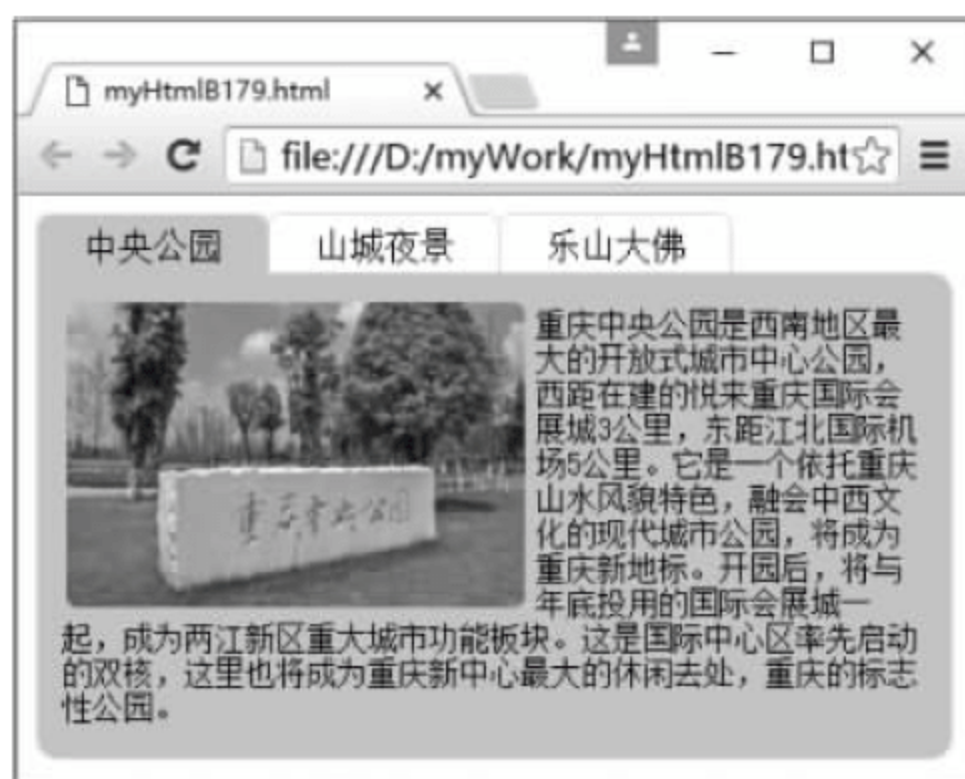 myHtmlB179.html
file:///D:/myWork/myHtmlB179.ht
中央公园 山城夜景 乐山大佛
重庆中央公园
重庆中央公园是西南地区最
大的开放式城市中心公园，
西距在建的悦来重庆国际会
展城3公里，东距江北国际机
场5公里。它是一个依托重庆
山水风貌特色，融会中西文
化的现代城市公园，将成为
重庆新地标。开园后，将与
年底投用的国际会展城一
起，成为两江新区重大城市功能板块。这是国际中心区率先启动
的双核，这里也将成为重庆新中心最大的休闲去处，重庆的标志
性公园。